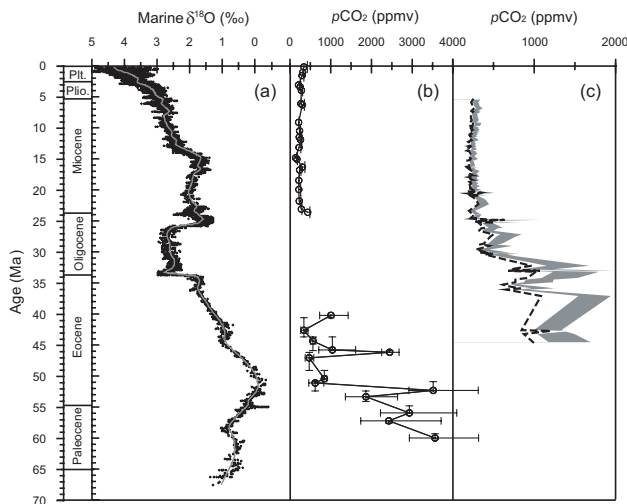 Marine δ¹⁸O (‰)
pCO₂ (ppmv)
pCO₂ (ppmv)
5 4 3 2 1 0
0 1000 2000 3000 4000
1000 2000
(a)
(b)
(c)
Age (Ma)
0
5
10
15
20
25
30
35
40
45
50
55
60
65
70
Plt.
Plio.
Miocene
Oligocene
Eocene
Paleocene